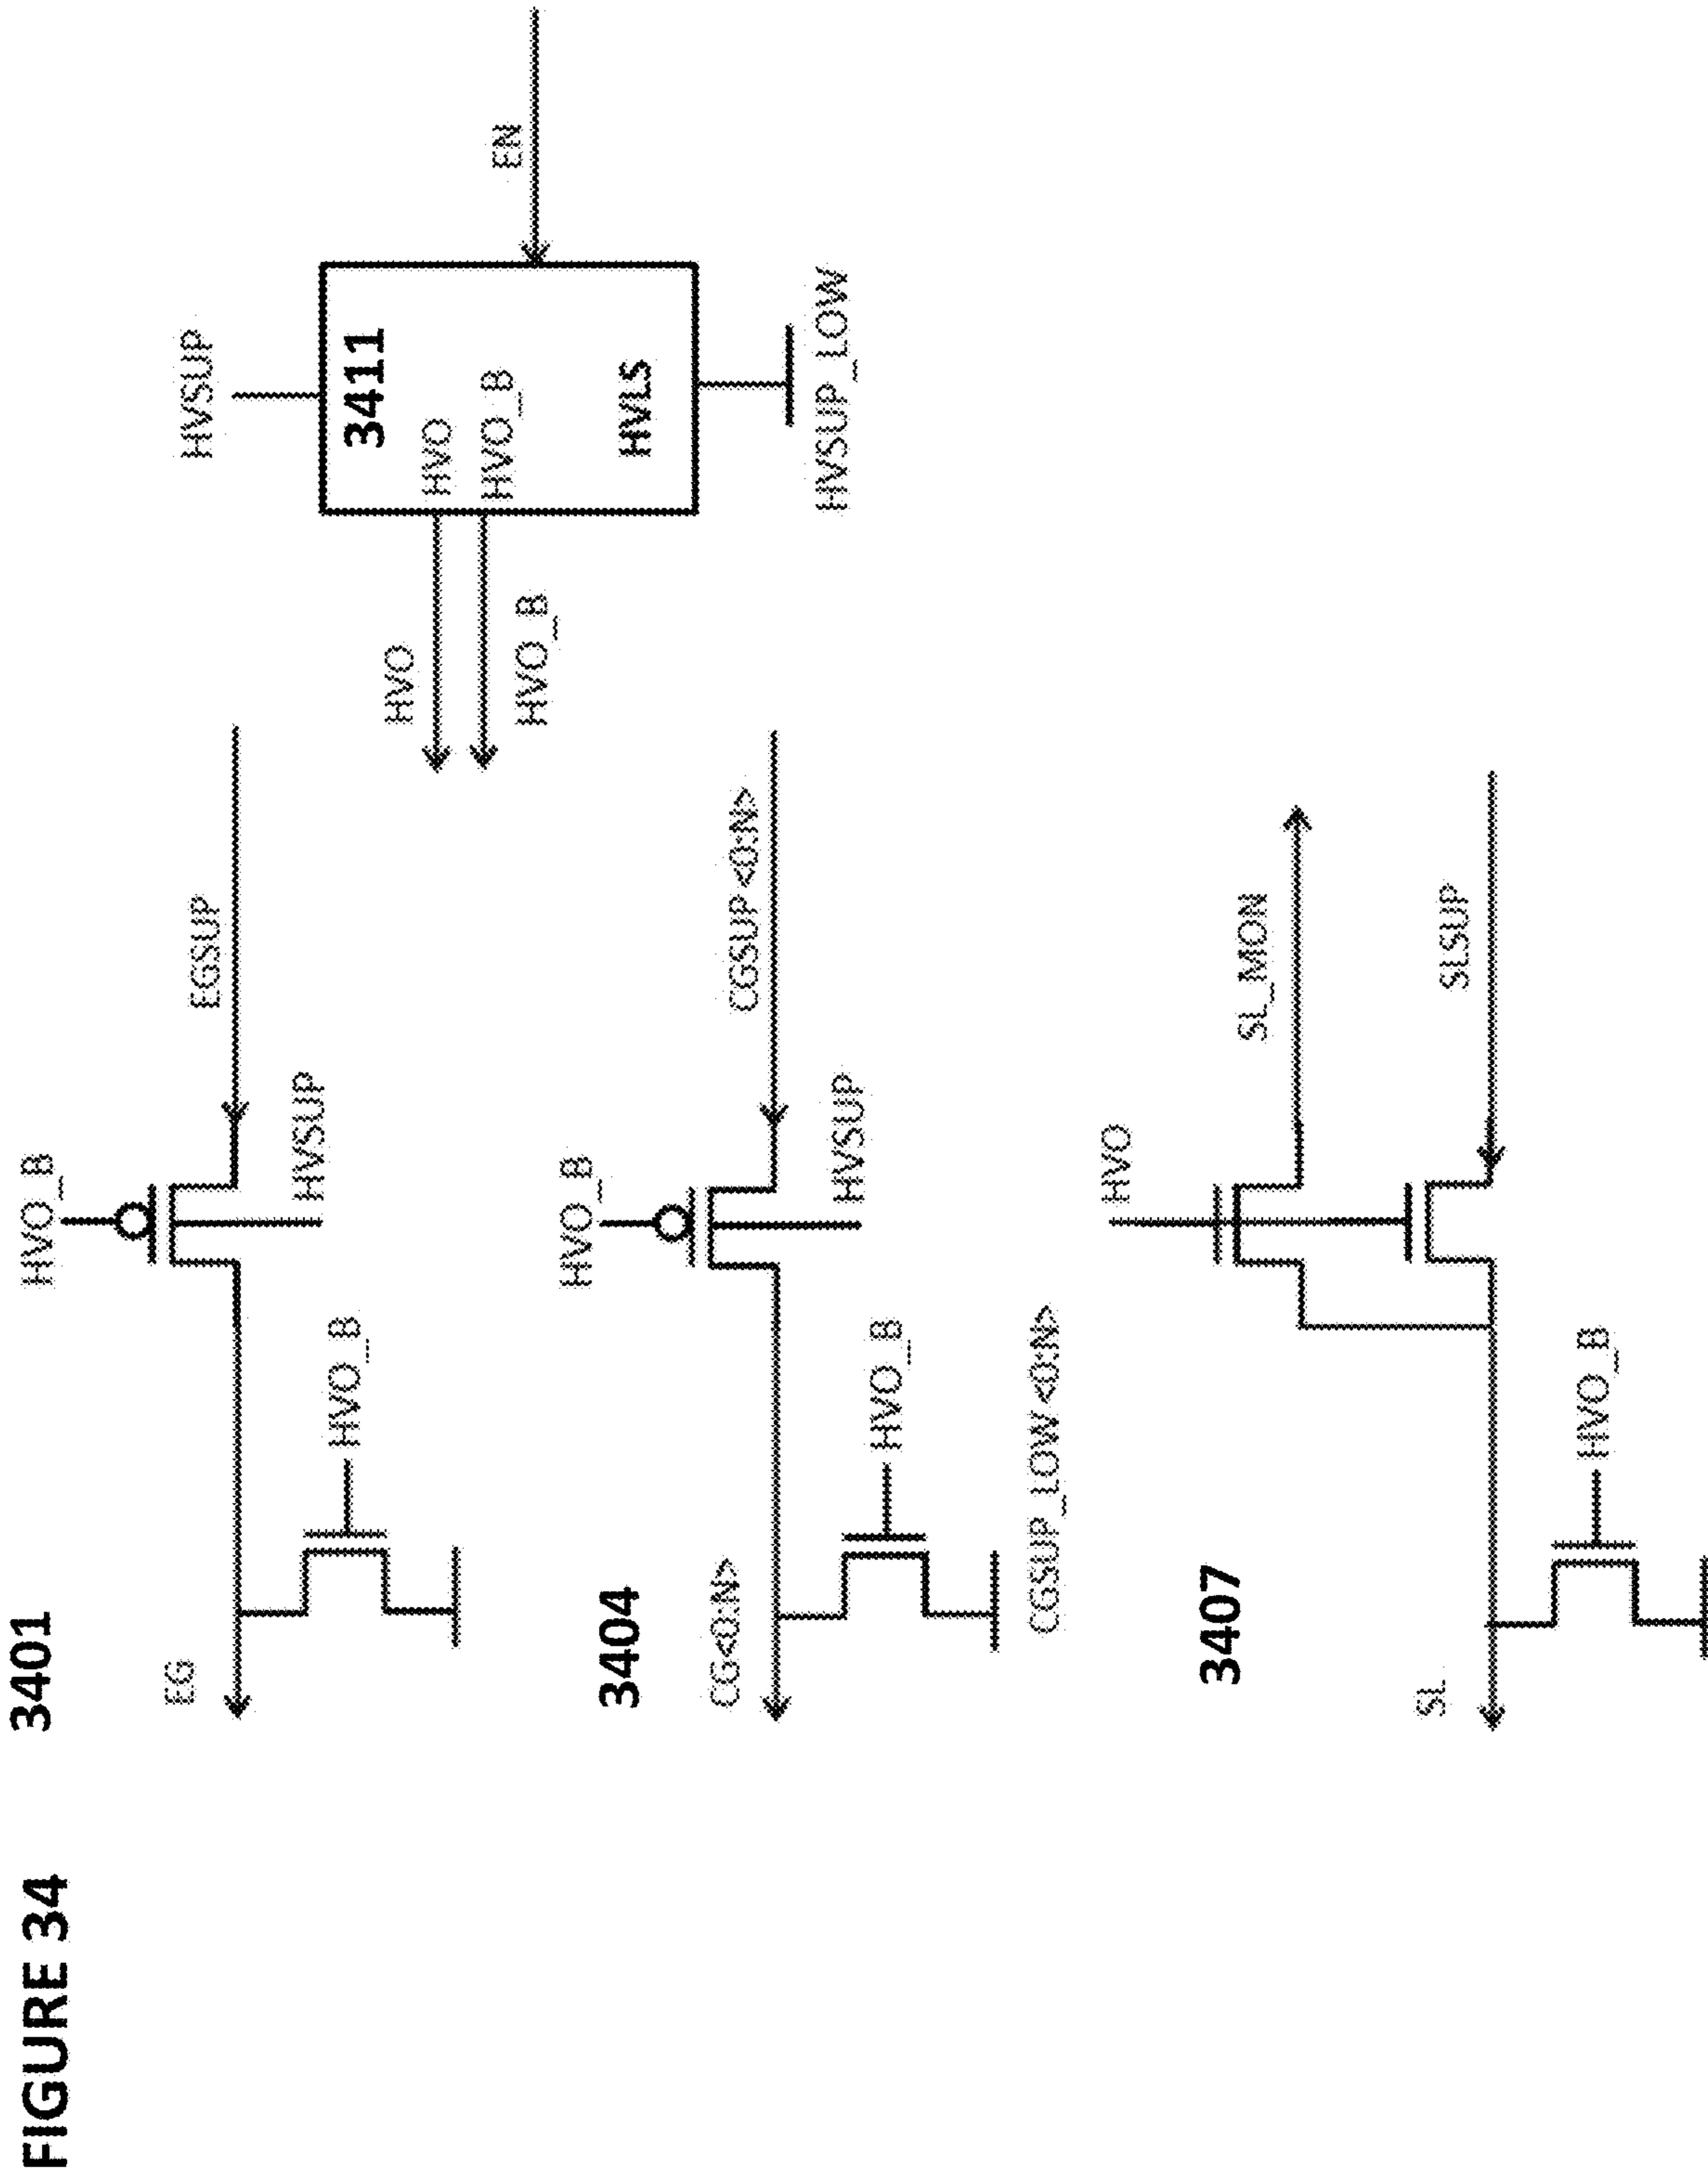 FIGURE 34
3401
HVO_B
EGSUP
EG
HVO_B
HVSUP
3404
HVO_B
CGSUP <0:N>
CG<0:N>
HVO_B
HVSUP
CGSUP_LOW <0:N>
3407
HVO
SL_MON
SL
SLSUP
HVO_B
HVSUP
3411
HVO
HVO
EN
HVO_B
HVO_B
HVLS
HVSUP_LOW